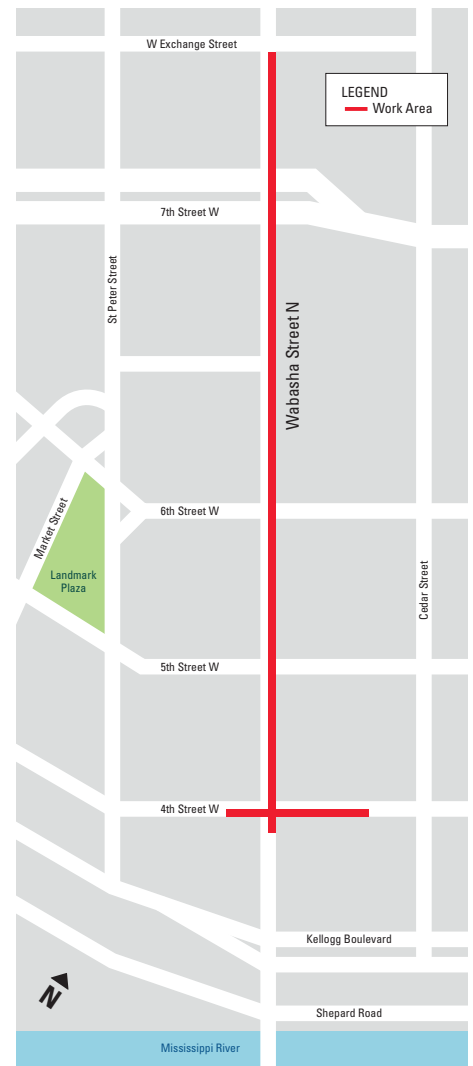 W Exchange Street
LEGEND
Work Area
7th Street W
St Peter Street
Wabasha Street N
Market Street
6th Street W
Landmark
Plaza
Cedar Street
5th Street W
4th Street W
Kellogg Boulevard
N
Shepard Road
Mississippi River